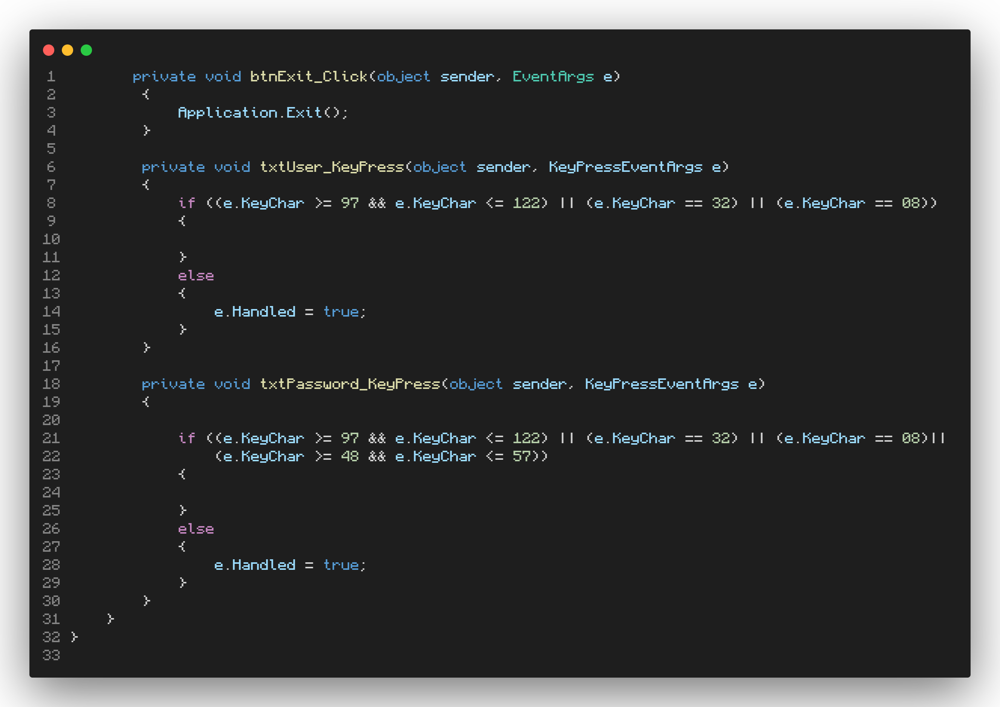 1 private void btnExit_Click(object sender, EventArgs e)
2 {
3 Application.Exit();
4 }
5
6 private void txtUser_KeyPress(object sender, KeyPressEventArgs e)
7 {
8 if ((e.KeyChar >= 97 && e.KeyChar <= 122) || (e.KeyChar == 32) || (e.KeyChar == 08))
9 {
10
11 }
12 else
13 {
14 e.Handled = true;
15 }
16 }
17
18 private void txtPassword_KeyPress(object sender, KeyPressEventArgs e)
19 {
20
21 if ((e.KeyChar >= 97 && e.KeyChar <= 122) || (e.KeyChar == 32) || (e.KeyChar == 08)||
22 (e.KeyChar >= 48 && e.KeyChar <= 57))
23 {
24
25 }
26 else
27 {
28 e.Handled = true;
29 }
30 }
31 }
32 }
33